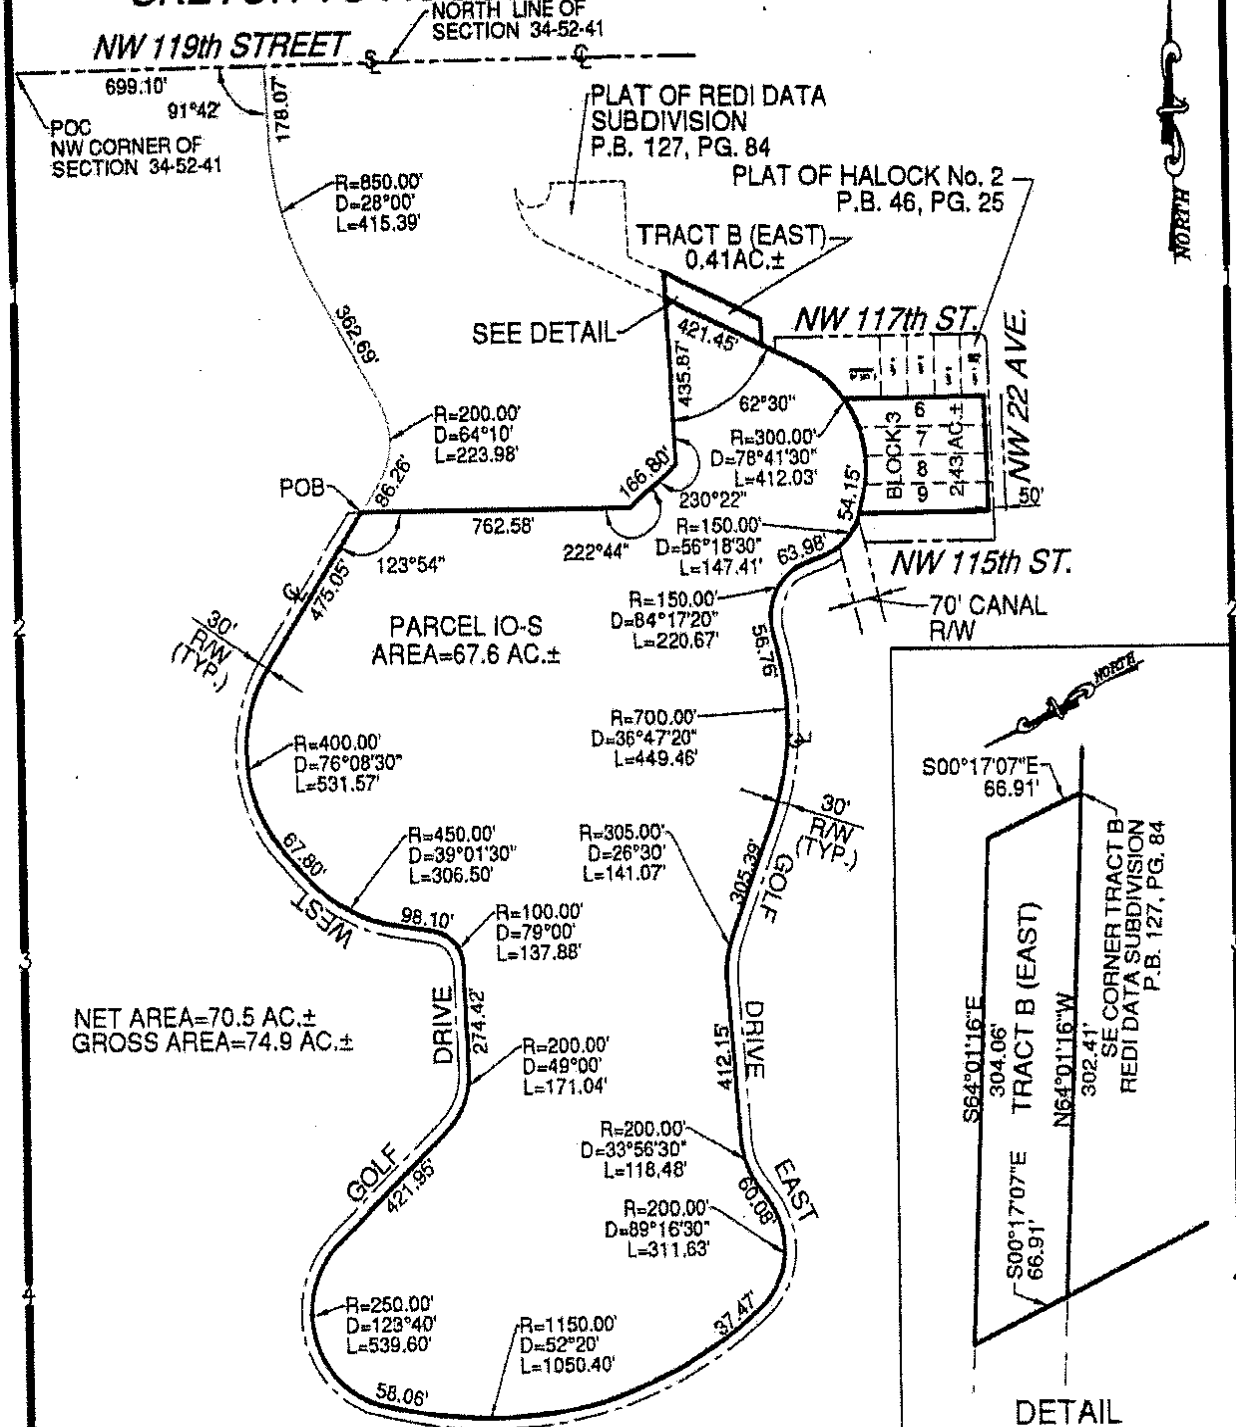 NORTH LINE OF
SECTION 34-52-41
NW 119th STREET
699.10'
91°42'
178.07'
POC
NW CORNER OF
SECTION 34-52-41
PLAT OF REDI DATA
SUBDIVISION
P.B. 127, PG. 84
NORTH
R=850.00'
D=28°00'
L=415.39'
PLAT OF HALOCK No. 2
P.B. 46, PG. 25
TRACT B (EAST)
0.41AC.±
362.69'
SEE DETAIL
421.45'
NW 117th ST.
NW 22 AVE.
435.87'
62°30"
R=200.00'
D=64°10'
L=223.98'
R=300.00'
D=78°41'30"
L=412.03'
BLOCK 3
6
7
8
9
2.43 AC.±
50'
86.26'
POB
166.80'
230°22"
54.15'
762.58'
222°44"
123°54"
R=150.00'
D=56°18'30"
L=147.41'
63.98'
NW 115th ST.
475.05'
30'
R/W
(TYP.)
PARCEL IO-S
AREA=67.6 AC.±
R=150.00'
D=84°17'20"
L=220.67'
70' CANAL
R/W
56.76'
R=700.00'
D=36°47'20"
L=449.46'
R=400.00'
D=76°08'30"
L=531.57'
30'
R/W
(TYP.)
67.80'
R=450.00'
D=39°01'30"
L=306.50'
R=305.00'
D=26°30'
L=141.07'
305.39'
GOLF
WEST
98.10'
R=100.00'
D=79°00'
L=137.88'
NET AREA=70.5 AC.±
GROSS AREA=74.9 AC.±
DRIVE
274.42'
412.15'
DRIVE
R=200.00'
D=49°00'
L=171.04'
GOLF
421.95'
R=200.00'
D=33°56'30"
L=118.48'
EAST
60.08'
R=200.00'
D=89°16'30"
L=311.63'
R=250.00'
D=123°40'
L=539.60'
R=1150.00'
D=52°20'
L=1050.40'
37.47'
58.06'
2
3
4
2
NORTH
S00°17'07"E
66.91'
SE CORNER TRACT B
REDI DATA SUBDIVISION
P.B. 127, PG. 84
S64°01'16"E
304.06'
TRACT B (EAST)
N64°01'16"W
302.41'
S00°17'07"E
66.91'
DETAIL